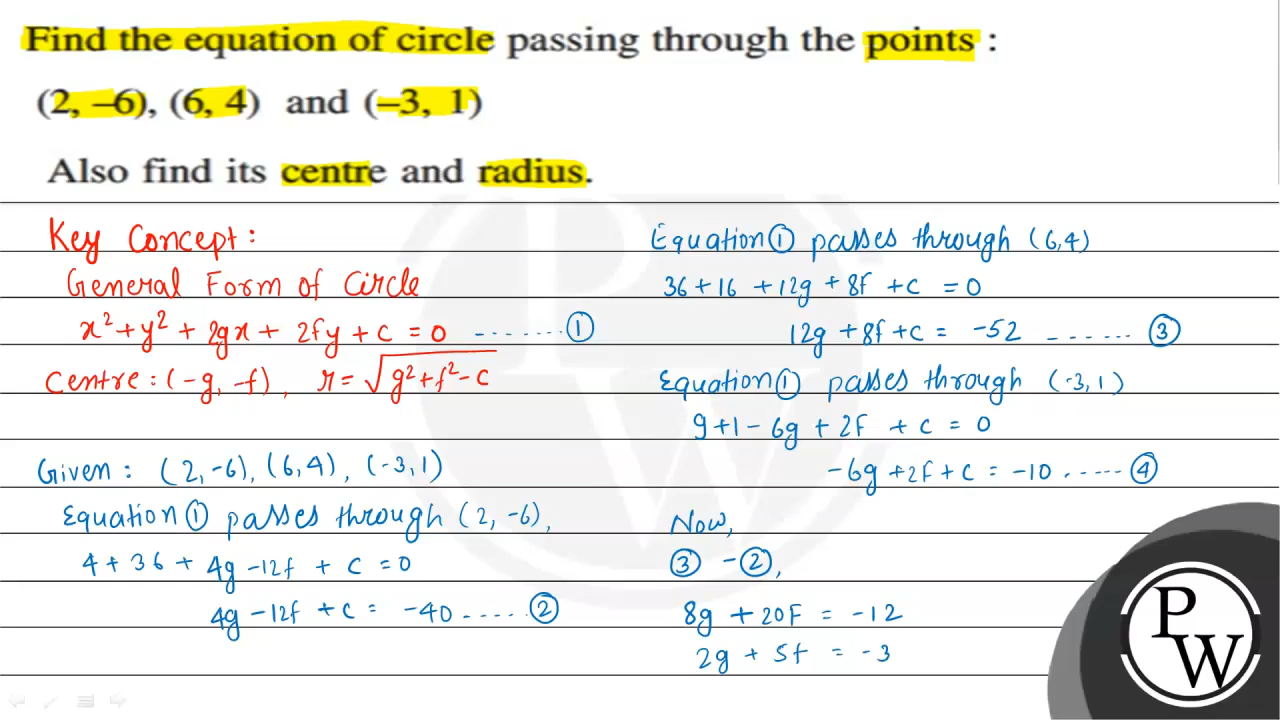 Find the equation of circle passing through the points :
(2, –6), (6, 4) and (–3, 1)
Also find its centre and radius.
Key Concept:
General Form of Circle
x² + y² + 2gx + 2fy + c = 0 ........ ①
Centre: (-g, -f), r = √(g² + f² - c)
Given: (2, -6), (6, 4), (-3, 1)
Equation ① passes through (2, -6),
4 + 36 + 4g - 12f + c = 0
4g - 12f + c = -40 ...... ②
Equation ① passes through (6, 4)
36 + 16 + 12g + 8f + c = 0
12g + 8f + c = -52 ....... ③
Equation ① passes through (-3, 1)
9 + 1 - 6g + 2f + c = 0
-6g + 2f + c = -10 ...... ④
Now,
③ - ②,
8g + 20f = -12
2g + 5f = -3
PW